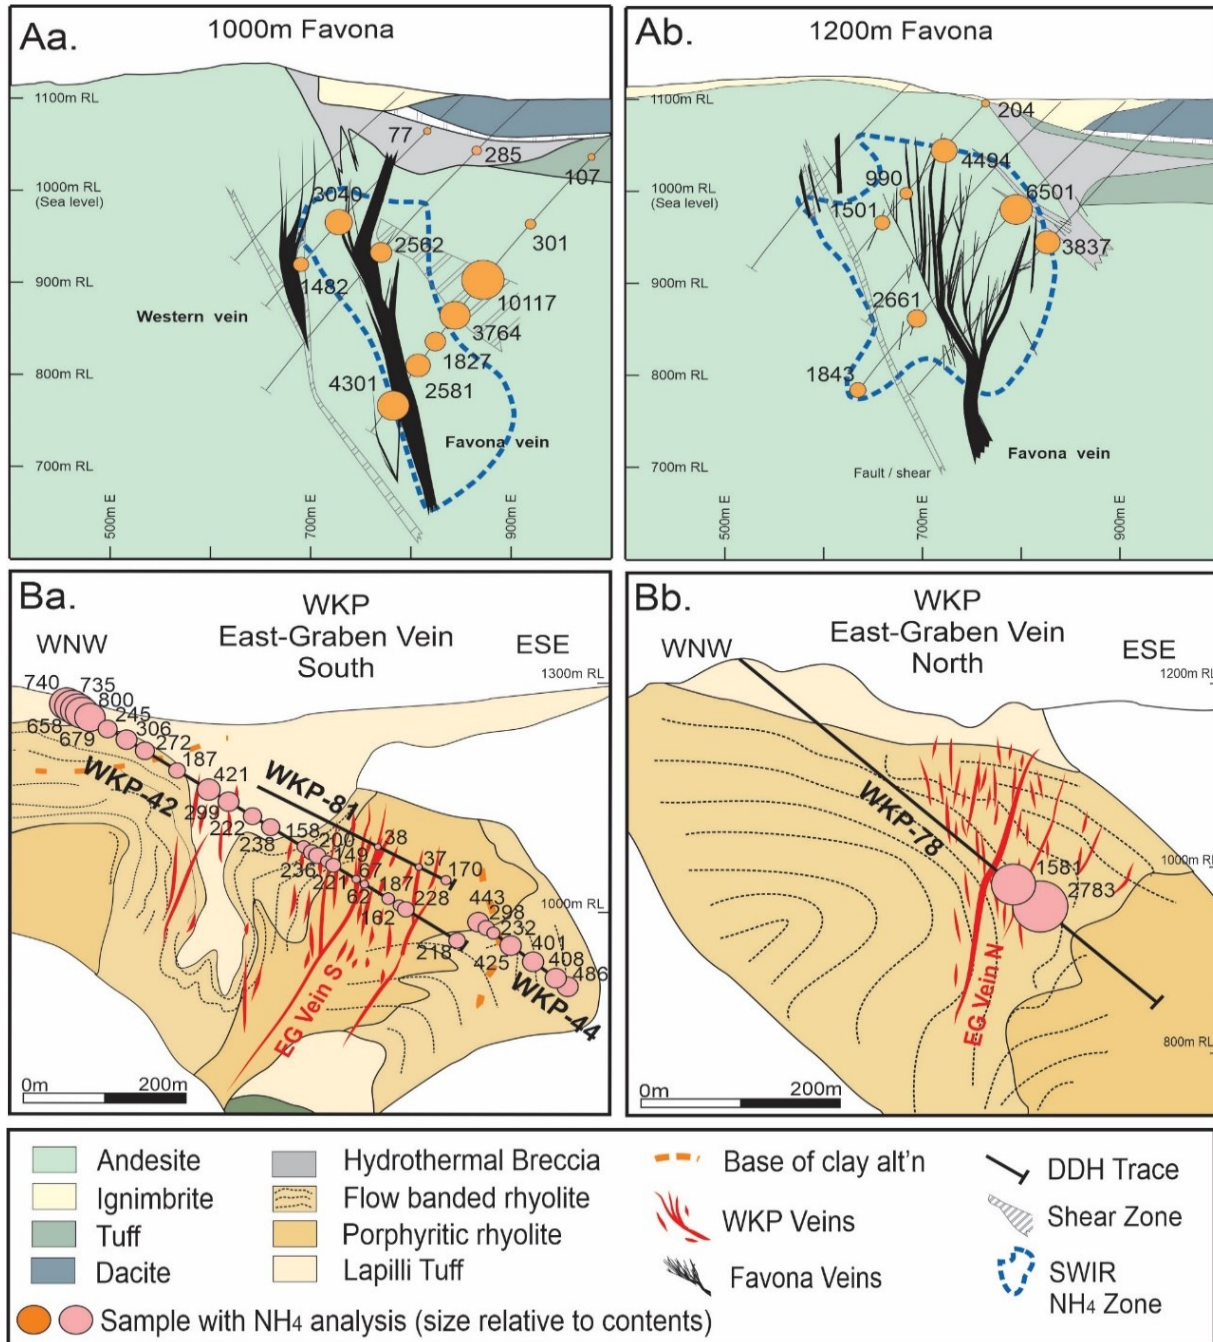 Aa.
1000m Favona
1100m RL
1000m RL
(Sea level)
900m RL
800m RL
700m RL
77
285
107
3040
2562
301
1482
10117
Western vein
3764
1827
4301
2581
Favona vein
500m E
700m E
900m E
Ab.
1200m Favona
1100m RL
1000m RL
(Sea level)
900m RL
800m RL
700m RL
204
4494
990
6501
1501
3837
2661
1843
Fault / shear
Favona vein
500m E
700m E
900m E
Ba.
WKP
East-Graben Vein
South
WNW
ESE
1300m RL
740
735
800
245
306
272
658
679
187
421
WKP-42
WKP-81
299
222
238
158
200
149
38
236
221
67
37
170
62
187
228
443
162
298
232
1000m RL
218
401
425
408
486
EG Vein S
WKP-44
0m
200m
Bb.
WKP
East-Graben Vein
North
WNW
ESE
1200m RL
WKP-78
1581
1000m RL
2783
EG Vein N
800m RL
0m
200m
Andesite
Ignimbrite
Tuff
Dacite
Hydrothermal Breccia
Flow banded rhyolite
Porphyritic rhyolite
Lapilli Tuff
Base of clay alt'n
WKP Veins
Favona Veins
DDH Trace
Shear Zone
SWIR
NH4 Zone
Sample with NH4 analysis (size relative to contents)